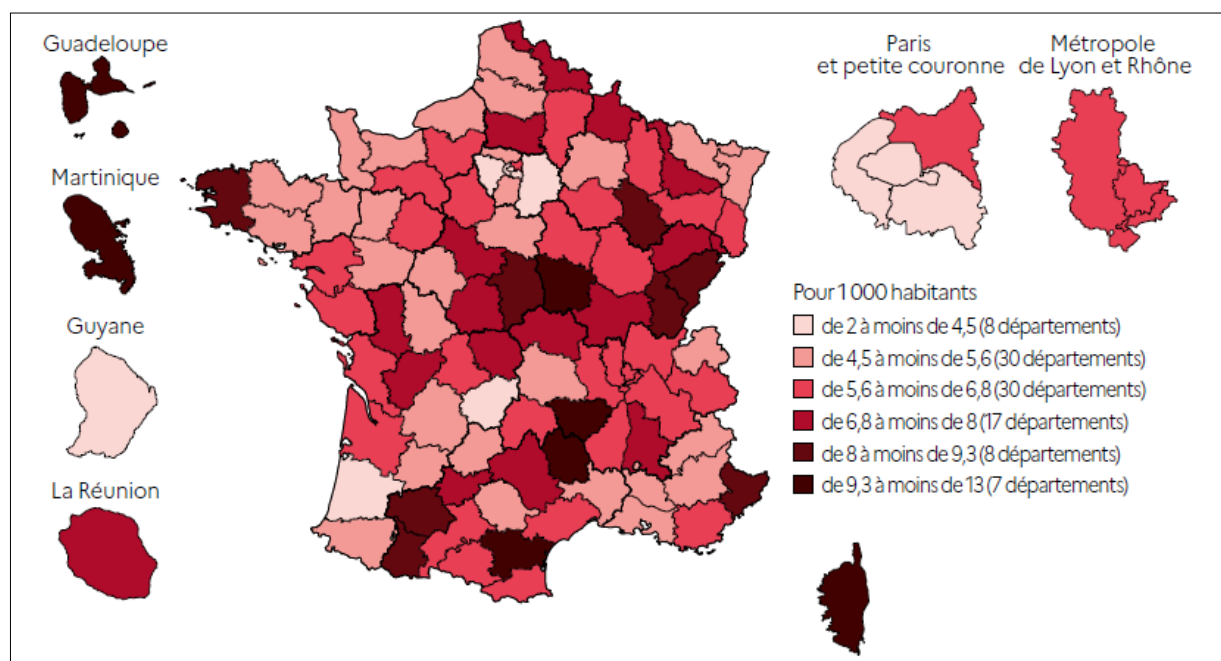 Guadeloupe
Martinique
Guyane
La Réunion
Paris
et petite couronne
Métropole
de Lyon et Rhône
Pour 1 000 habitants
de 2 à moins de 4,5 (8 départements)
de 4,5 à moins de 5,6 (30 départements)
de 5,6 à moins de 6,8 (30 départements)
de 6,8 à moins de 8 (17 départements)
de 8 à moins de 9,3 (8 départements)
de 9,3 à moins de 13 (7 départements)